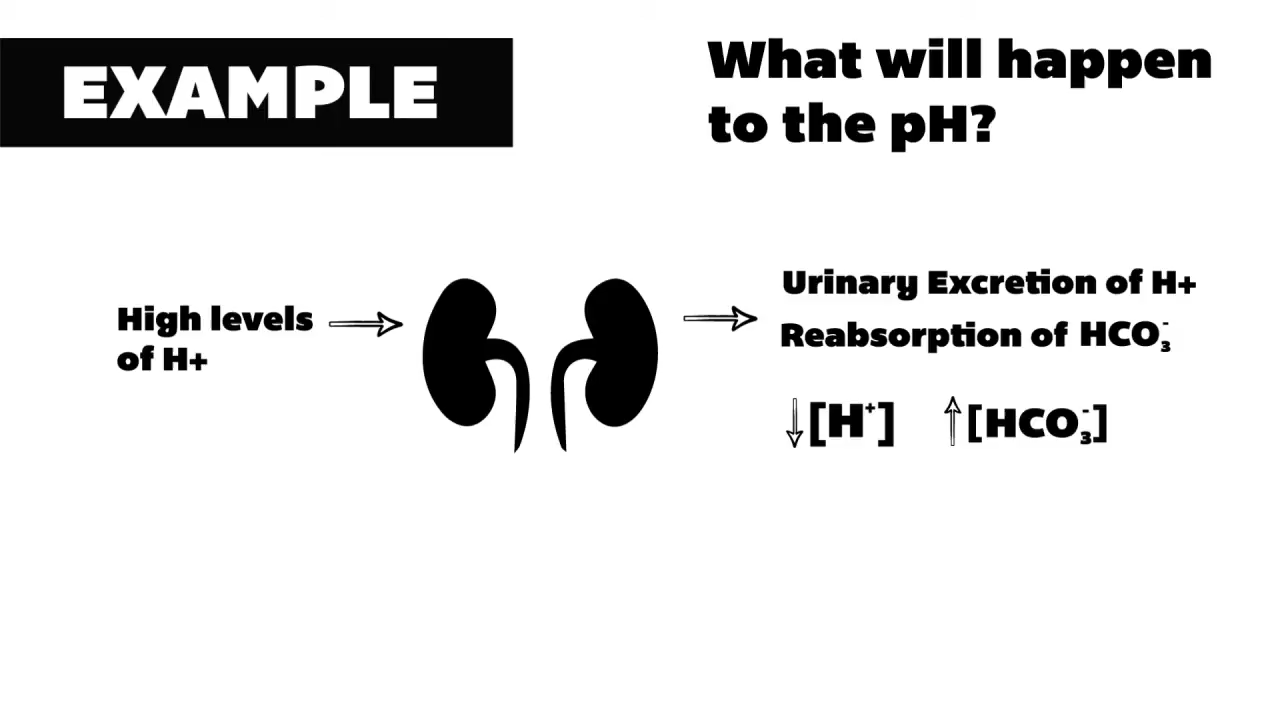 EXAMPLE
What will happen
to the pH?
High levels
of H+
Urinary Excretion of H+
Reabsorption of HCO₃⁻
↓[H⁺] ↑[HCO₃⁻]